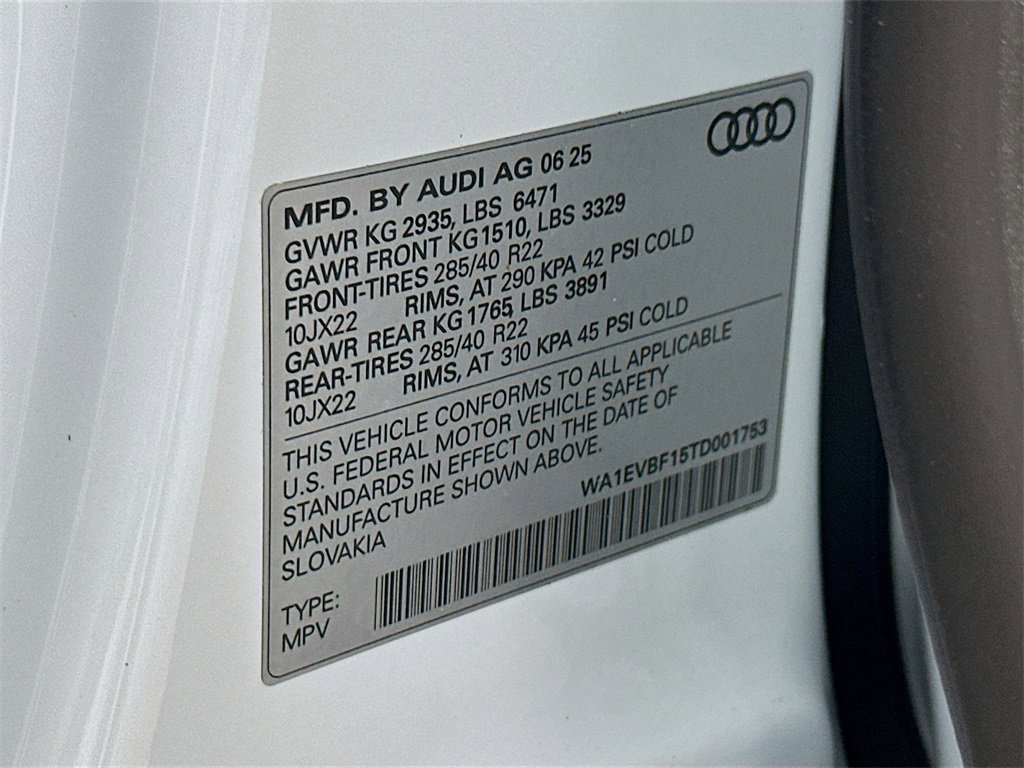 MFD. BY AUDI AG 06 25
GVWR KG 2935, LBS 6471
GAWR FRONT KG 1510, LBS 3329
FRONT-TIRES 285/40 R22
10JX22 RIMS, AT 290 KPA 42 PSI COLD
GAWR REAR KG 1765, LBS 3891
REAR-TIRES 285/40 R22
10JX22 RIMS, AT 310 KPA 45 PSI COLD
THIS VEHICLE CONFORMS TO ALL APPLICABLE
U.S. FEDERAL MOTOR VEHICLE SAFETY
STANDARDS IN EFFECT ON THE DATE OF
MANUFACTURE SHOWN ABOVE.
SLOVAKIA
WA1EVBF15TD001753
TYPE:
MPV